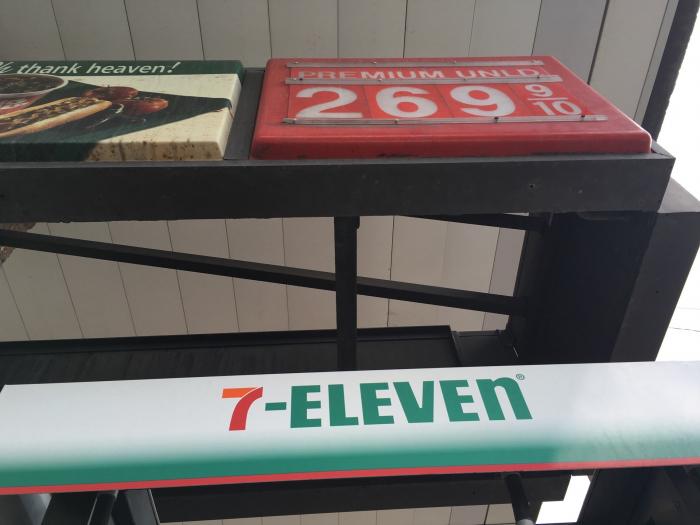 thank heaven!
PREMIUM UNLD
269 9/10
7-ELEVEn®